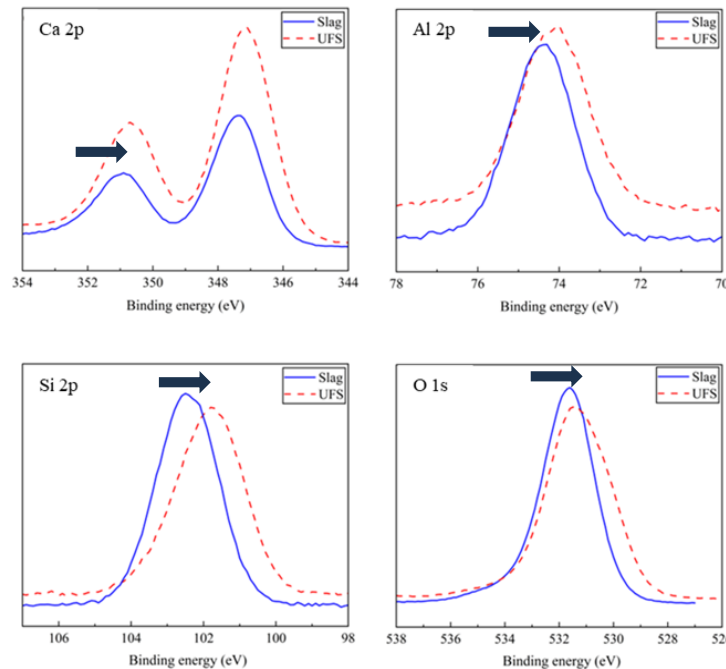 Ca 2p
Slag
UFS
354 352 350 348 346 344
Binding energy (eV)
Al 2p
Slag
UFS
78 76 74 72 70
Binding energy (eV)
Si 2p
Slag
UFS
106 104 102 100 98
Binding energy (eV)
O 1s
Slag
UFS
538 536 534 532 530 528 526
Binding energy (eV)